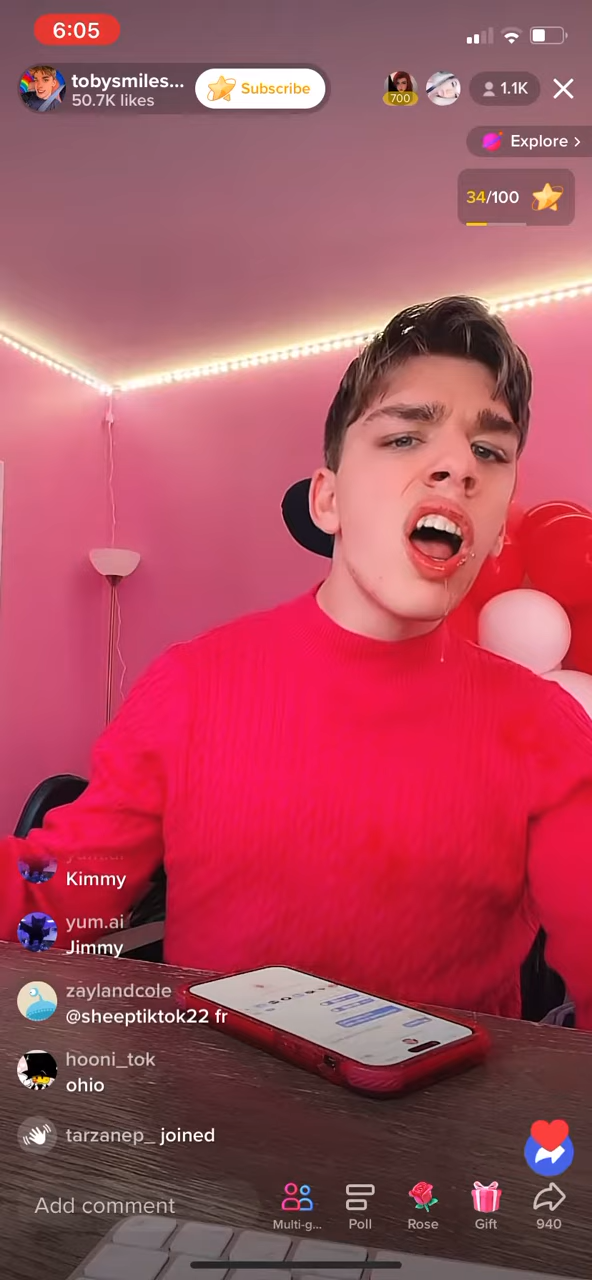 6:05
tobysmiles...
50.7K likes
Subscribe
700
1.1K
Explore >
34/100
Kimmy
yum.ai
Jimmy
zaylandcole
@sheeptiktok22 fr
hooni_tok
ohio
tarzanep_ joined
Add comment
Multi-g...
Poll
Rose
Gift
940